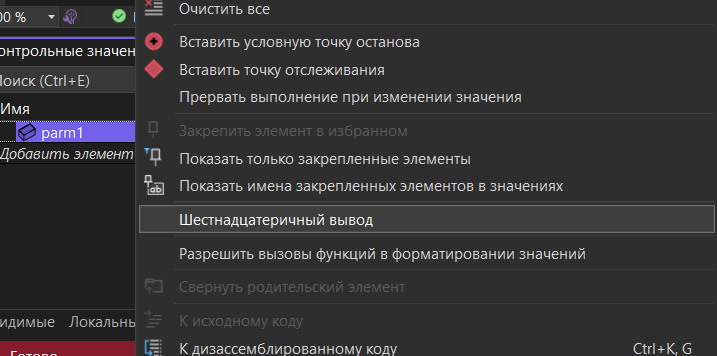 00 %
Очистить все
Вставить условную точку останова
Вставить точку отслеживания
Прервать выполнение при изменении значения
Закрепить элемент в избранном
Показать только закрепленные элементы
Показать имена закрепленных элементов в значениях
Шестнадцатеричный вывод
Разрешить вызовы функций в форматировании значений
Свернуть родительский элемент
К исходному коду
К дизассемблированному коду Ctrl+K, G
онтрольные значен
Поиск (Ctrl+E)
Имя
parm1
Добавить элемент
идимые Локальны
Готово